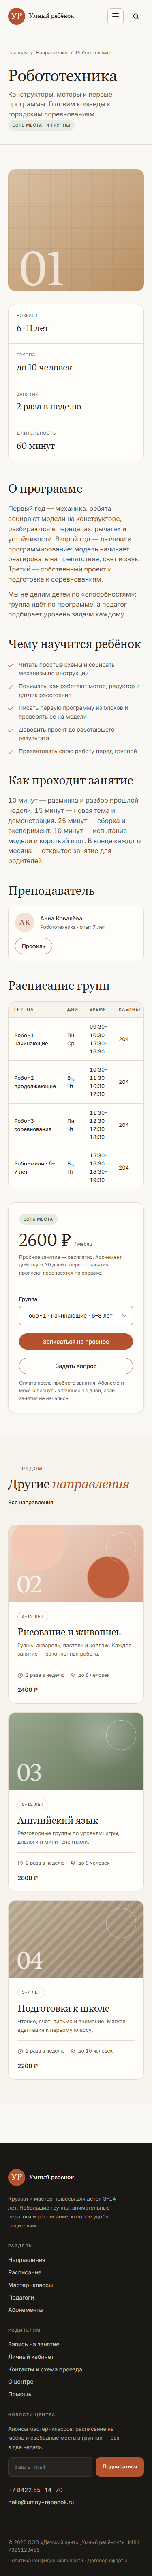 УР Умный ребёнок
Главная / Направления / Робототехника
Робототехника
Конструкторы, моторы и первые
программы. Готовим команды к
городским соревнованиям.
ЕСТЬ МЕСТА · 4 ГРУППЫ
01
ВОЗРАСТ
6–11 лет
ГРУППА
до 10 человек
ЗАНЯТИЯ
2 раза в неделю
ДЛИТЕЛЬНОСТЬ
60 минут
О программе
Первый год — механика: ребята
собирают модели на конструкторе,
разбираются в передачах, рычагах и
устойчивости. Второй год — датчики и
программирование: модель начинает
реагировать на препятствия, свет и звук.
Третий — собственный проект и
подготовка к соревнованиям.
Мы не делим детей по «способностям»:
группа идёт по программе, а педагог
подбирает уровень задачи каждому.
Чему научится ребёнок
Читать простые схемы и собирать
механизм по инструкции
Понимать, как работают мотор, редуктор и
датчик расстояния
Писать первую программу из блоков и
проверять её на модели
Доводить проект до работающего
результата
Презентовать свою работу перед группой
Как проходит занятие
10 минут — разминка и разбор прошлой
недели. 15 минут — новая тема и
демонстрация. 25 минут — сборка и
эксперимент. 10 минут — испытание
модели и короткий итог. В конце каждого
месяца — открытое занятие для
родителей.
Преподаватель
АК
Анна Ковалёва
Робототехника · опыт 7 лет
Профиль
Расписание групп
ГРУППА ДНИ ВРЕМЯ КАБИНЕТ
Робо-1 · начинающие Пн, Ср 09:30–10:30 15:30–16:30 204
Робо-2 · продолжающие Вт, Чт 10:30–11:30 16:30–17:30 204
Робо-3 · соревнования Пн, Чт 11:30–12:30 17:30–18:30 204
Робо-мини · 6–7 лет Вт, Пт 15:30–16:30 18:30–19:30 204
ЕСТЬ МЕСТА
2600 ₽ / месяц
Пробное занятие — бесплатно. Абонемент
действует 30 дней с первого занятия,
пропуски переносятся по справке.
Группа
Робо-1 · начинающие · 6–8 лет
Записаться на пробное
Задать вопрос
Оплата после пробного занятия. Абонемент
можно вернуть в течение 14 дней, если
занятия не начались.
РЯДОМ
Другие направления
Все направления
02
4–12 ЛЕТ
Рисование и живопись
Гуашь, акварель, пастель и коллаж. Каждое
занятие — законченная работа.
2 раза в неделю до 8 человек
2400 ₽
03
5–12 ЛЕТ
Английский язык
Разговорные группы по уровням: игры,
диалоги и мини-спектакли.
2 раза в неделю до 8 человек
2800 ₽
04
5–7 ЛЕТ
Подготовка к школе
Чтение, счёт, письмо и внимание. Мягкая
адаптация к первому классу.
2 раза в неделю до 10 человек
2200 ₽
УР Умный ребёнок
Кружки и мастер-классы для детей 3–14
лет. Небольшие группы, внимательные
педагоги и расписание, которое удобно
родителям.
РАЗДЕЛЫ
Направления
Расписание
Мастер-классы
Педагоги
Абонементы
РОДИТЕЛЯМ
Запись на занятие
Личный кабинет
Контакты и схема проезда
О центре
Помощь
НОВОСТИ ЦЕНТРА
Анонсы мастер-классов, расписание на
месяц и свободные места в группах — раз
в две недели.
Ваш e-mail
Подписаться
+7 8422 55-14-70
hello@umny-rebenok.ru
© 2026 ООО «Детский центр „Умный ребёнок“» · ИНН
7325123456
Политика конфиденциальности · Договор оферты